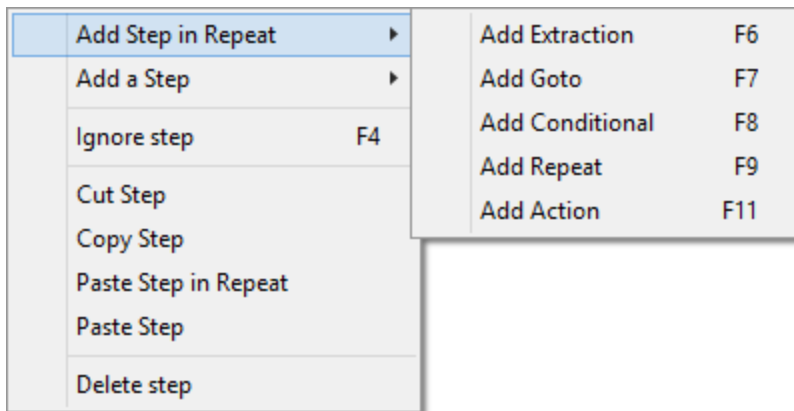 Add Step in Repeat
Add a Step
Ignore step F4
Cut Step
Copy Step
Paste Step in Repeat
Paste Step
Delete step
Add Extraction F6
Add Goto F7
Add Conditional F8
Add Repeat F9
Add Action F11